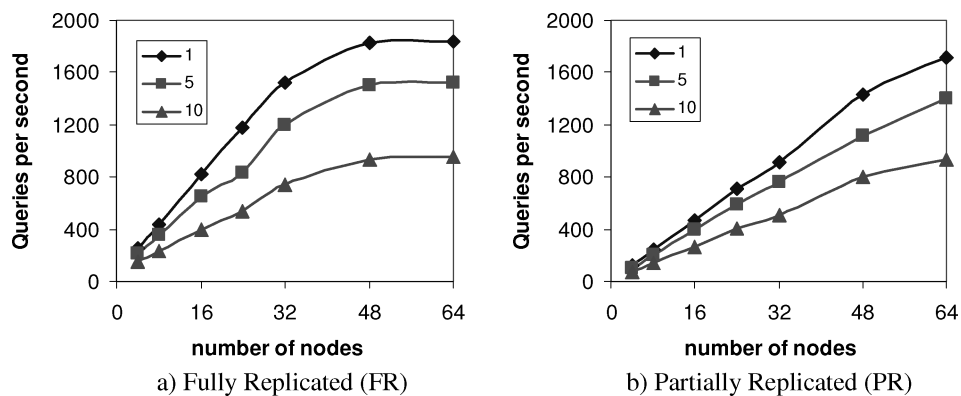 2000
1600
1200
800
400
0
Queries per second
1
5
10
0 16 32 48 64
number of nodes
a) Fully Replicated (FR)
2000
1600
1200
800
400
0
Queries per second
1
5
10
0 16 32 48 64
number of nodes
b) Partially Replicated (PR)